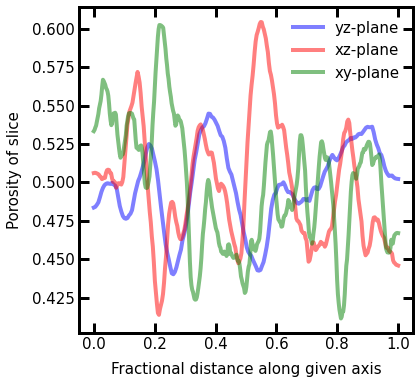 yz-plane
xz-plane
xy-plane
0.600
0.575
0.550
0.525
0.500
0.475
0.450
0.425
Porosity of slice
0.0 0.2 0.4 0.6 0.8 1.0
Fractional distance along given axis